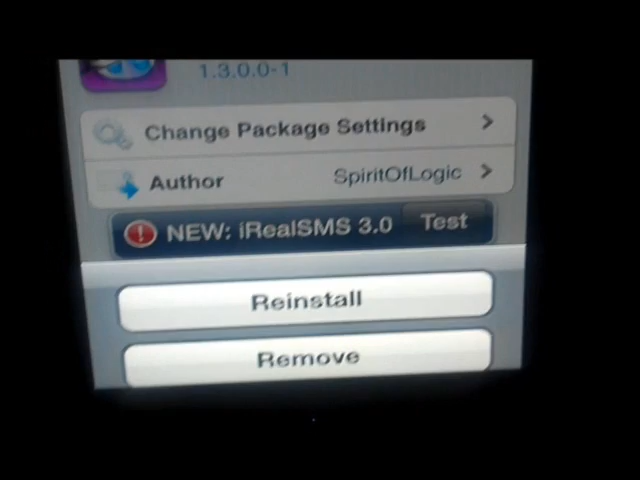 1.3.0.0-1
Change Package Settings
Author SpiritOfLogic
NEW: iRealSMS 3.0 Test
Reinstall
Remove